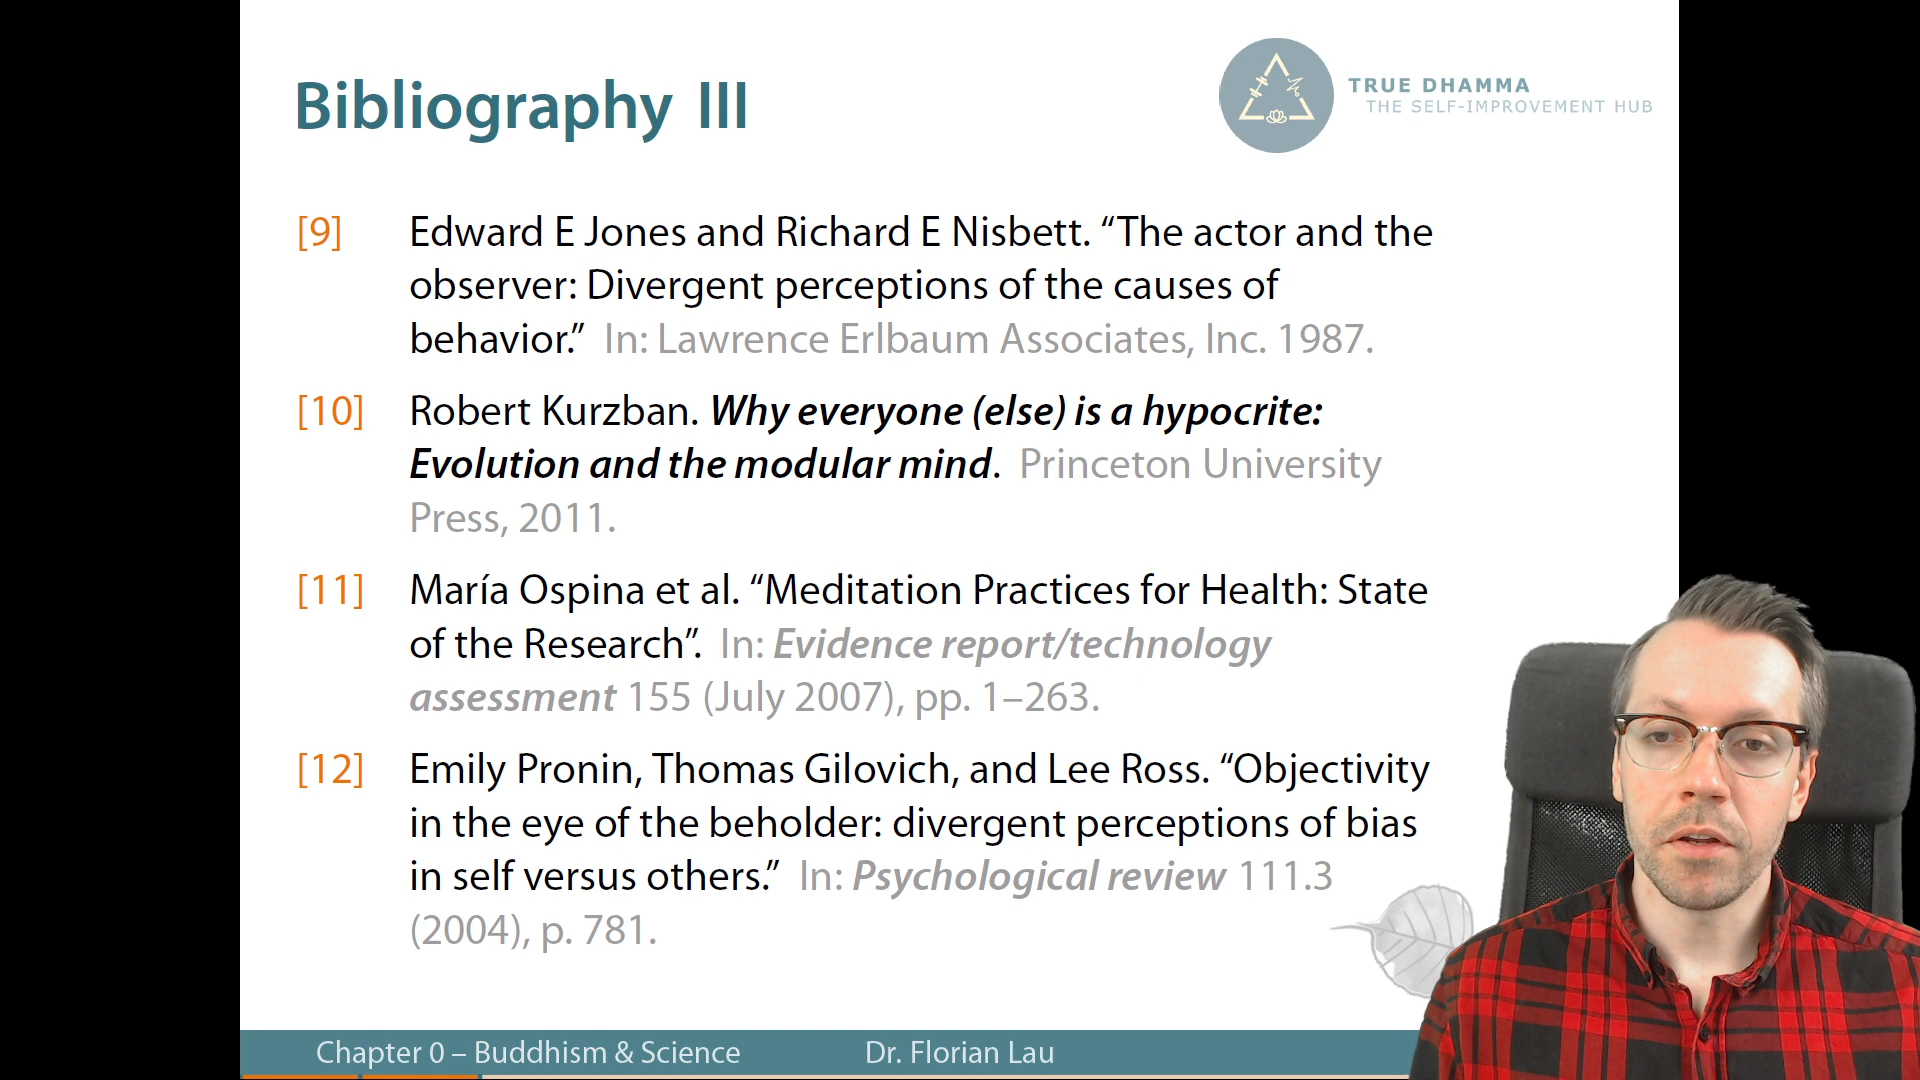 Bibliography III
TRUE DHAMMA
THE SELF-IMPROVEMENT HUB
[9] Edward E Jones and Richard E Nisbett. “The actor and the
observer: Divergent perceptions of the causes of
behavior.” In: Lawrence Erlbaum Associates, Inc. 1987.
[10] Robert Kurzban. Why everyone (else) is a hypocrite:
Evolution and the modular mind. Princeton University
Press, 2011.
[11] María Ospina et al. “Meditation Practices for Health: State
of the Research”. In: Evidence report/technology
assessment 155 (July 2007), pp. 1–263.
[12] Emily Pronin, Thomas Gilovich, and Lee Ross. “Objectivity
in the eye of the beholder: divergent perceptions of bias
in self versus others.” In: Psychological review 111.3
(2004), p. 781.
Chapter 0 – Buddhism & Science Dr. Florian Lau